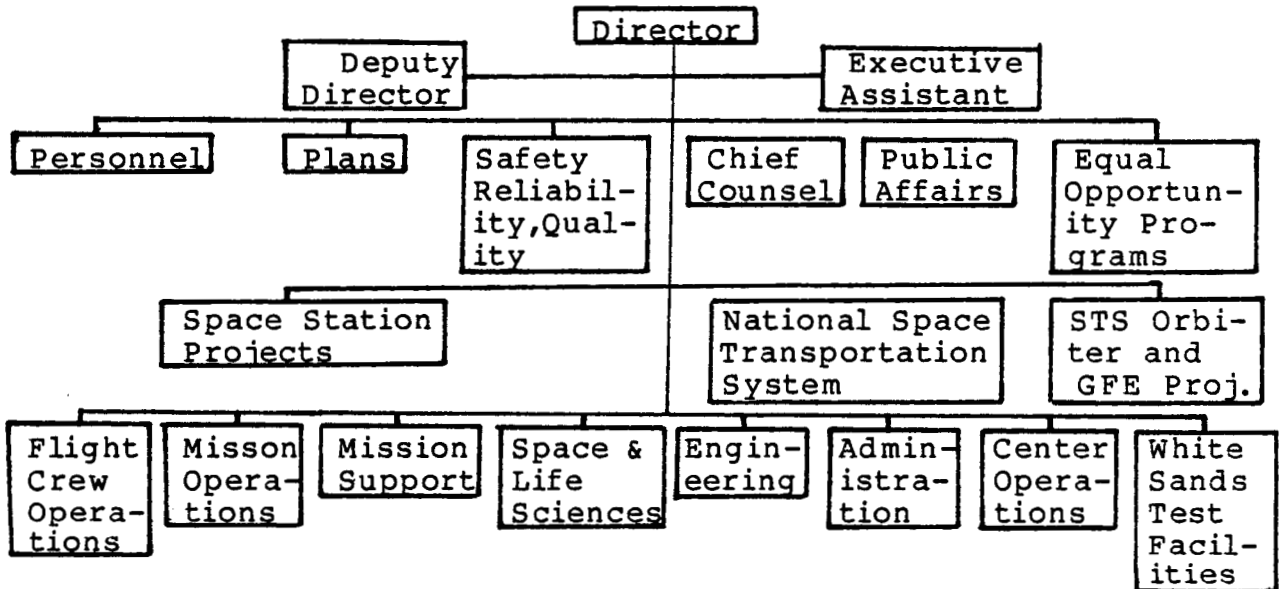 Director
Deputy
Director
Executive
Assistant
Personnel
Plans
Safety
Reliabil-
ity,Qual-
ity
Chief
Counsel
Public
Affairs
Equal
Opportun-
ity Pro-
grams
Space Station
Projects
National Space
Transportation
System
STS Orbi-
ter and
GFE Proj.
Flight
Crew
Opera-
tions
Misson
Opera-
tions
Mission
Support
Space &
Life
Sciences
Engin-
eering
Admin-
istra-
tion
Center
Opera-
tions
White
Sands
Test
Facil-
ities